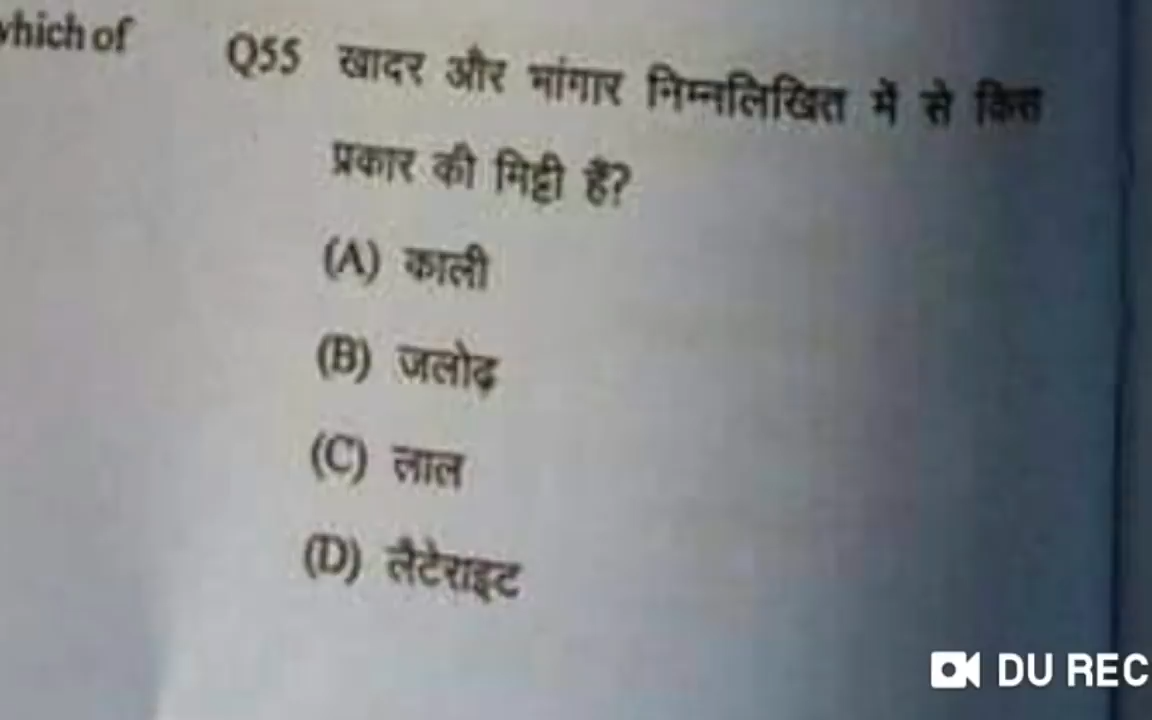 which of
Q55 खादर और भांगार निम्नलिखित में से किस
प्रकार की मिट्टी हैं?
(A) काली
(B) जलोढ़
(C) लाल
(D) लैटेराइट
DU REC